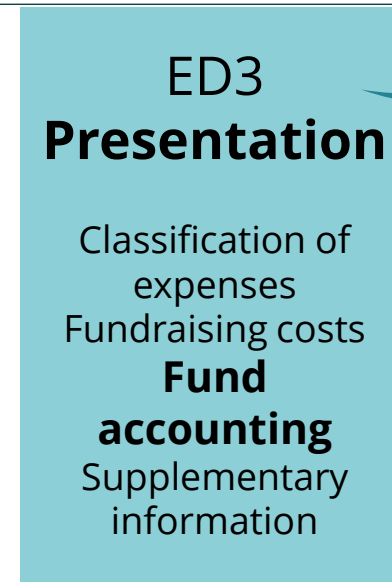 ED3
Presentation
Classification of
expenses
Fundraising costs
Fund
accounting
Supplementary
information